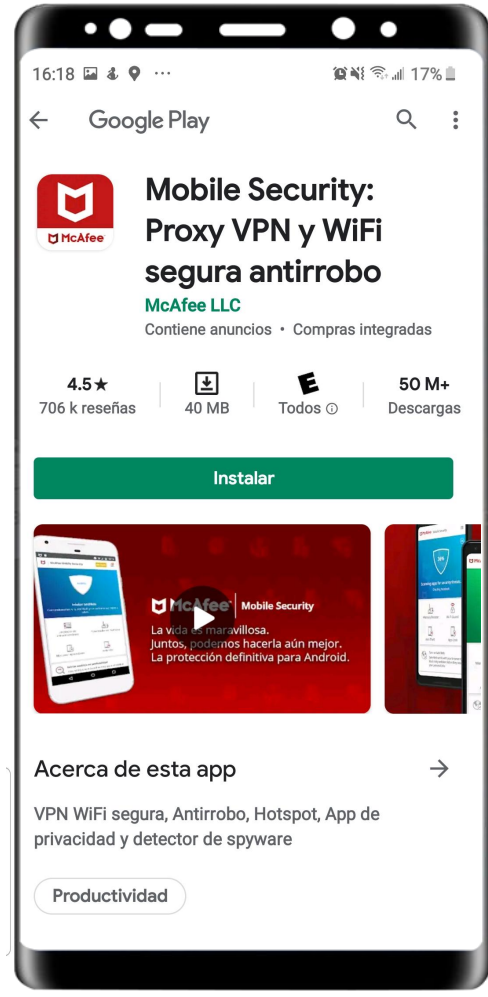 16:18 17%
Google Play
Mobile Security:
Proxy VPN y WiFi
segura antirrobo
McAfee
McAfee LLC
Contiene anuncios • Compras integradas
4.5★ E 50 M+
706 k reseñas 40 MB Todos Descargas
Instalar
McAfee | Mobile Security
La vida es maravillosa.
Juntos, podemos hacerla aún mejor.
La protección definitiva para Android.
Acerca de esta app
VPN WiFi segura, Antirrobo, Hotspot, App de
privacidad y detector de spyware
Productividad